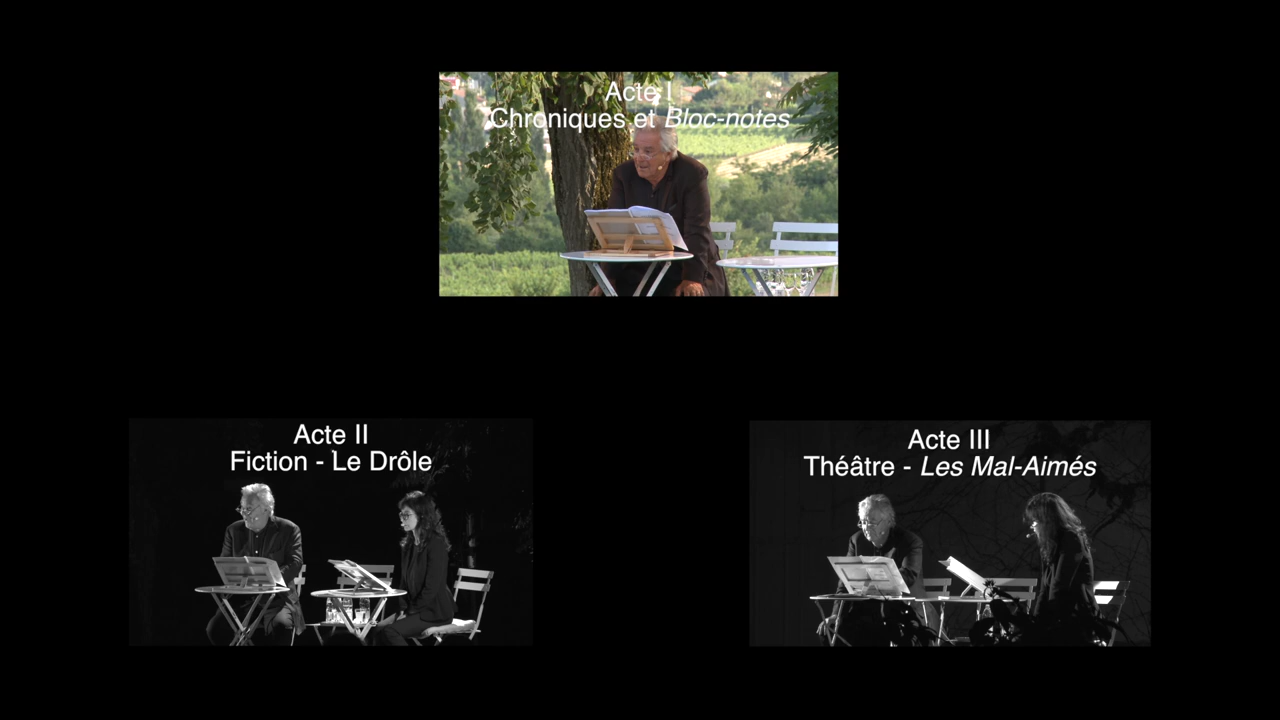 Acte I
Chroniques et Bloc-notes
Acte II
Fiction - Le Drôle
Acte III
Théâtre - Les Mal-Aimés